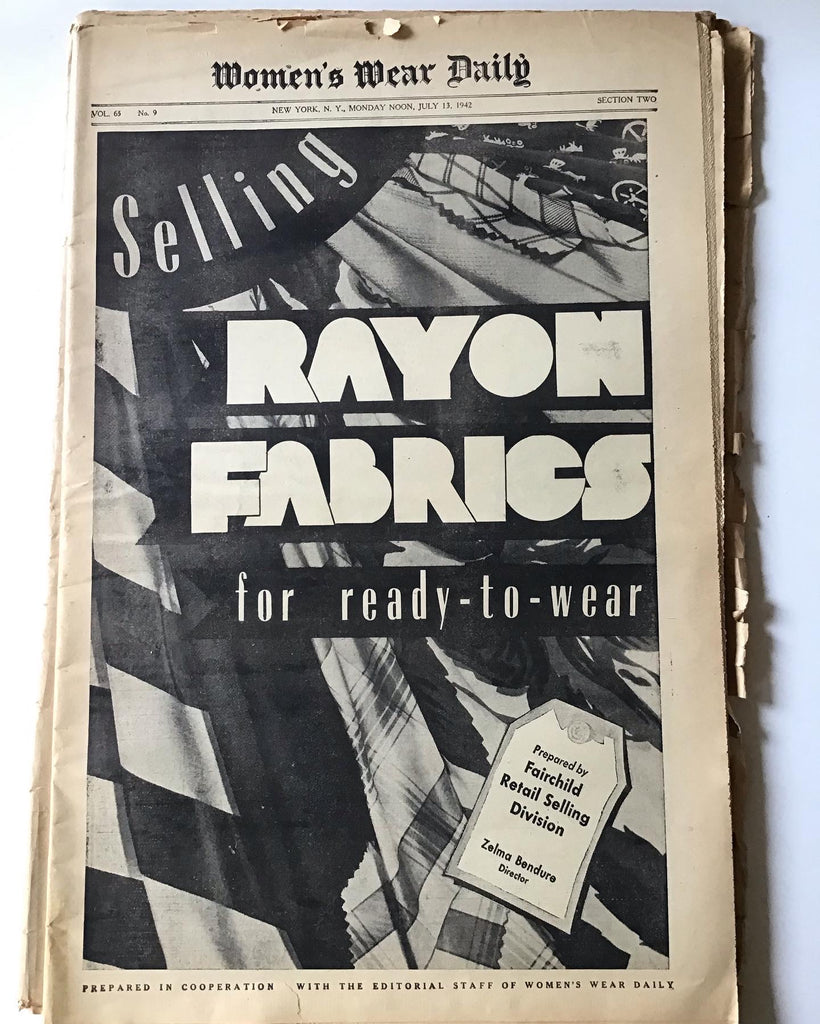 Women's Wear Daily
VOL. 65 No. 9
NEW YORK, N. Y., MONDAY NOON, JULY 13, 1942
SECTION TWO
Selling
RAYON
FABRICS
for ready-to-wear
Prepared by
Fairchild
Retail Selling
Division
Zelma Bendure
Director
PREPARED IN COOPERATION WITH THE EDITORIAL STAFF OF WOMEN'S WEAR DAILY